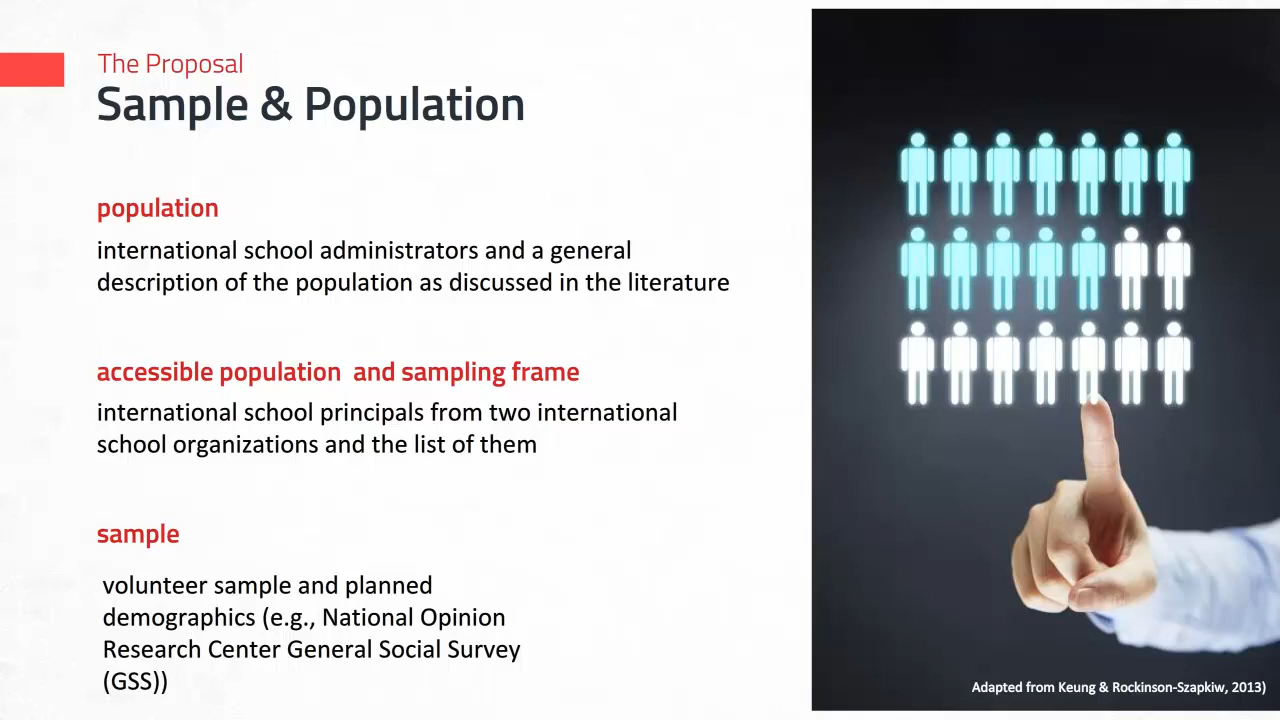 The Proposal
Sample & Population
population
international school administrators and a general
description of the population as discussed in the literature
accessible population  and sampling frame
international school principals from two international
school organizations and the list of them
sample
volunteer sample and planned
demographics (e.g., National Opinion
Research Center General Social Survey
(GSS))
Adapted from Keung & Rockinson-Szapkiw, 2013)